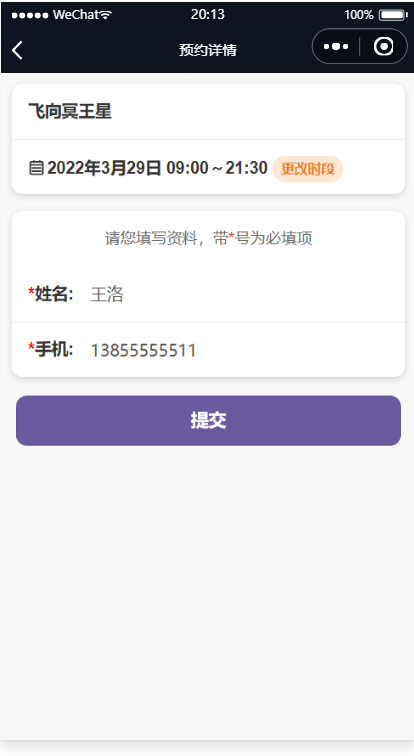 WeChat 20:13 100%
预约详情
飞向冥王星
2022年3月29日 09:00～21:30 更改时段
请您填写资料，带*号为必填项
*姓名： 王洛
*手机： 13855555511
提交